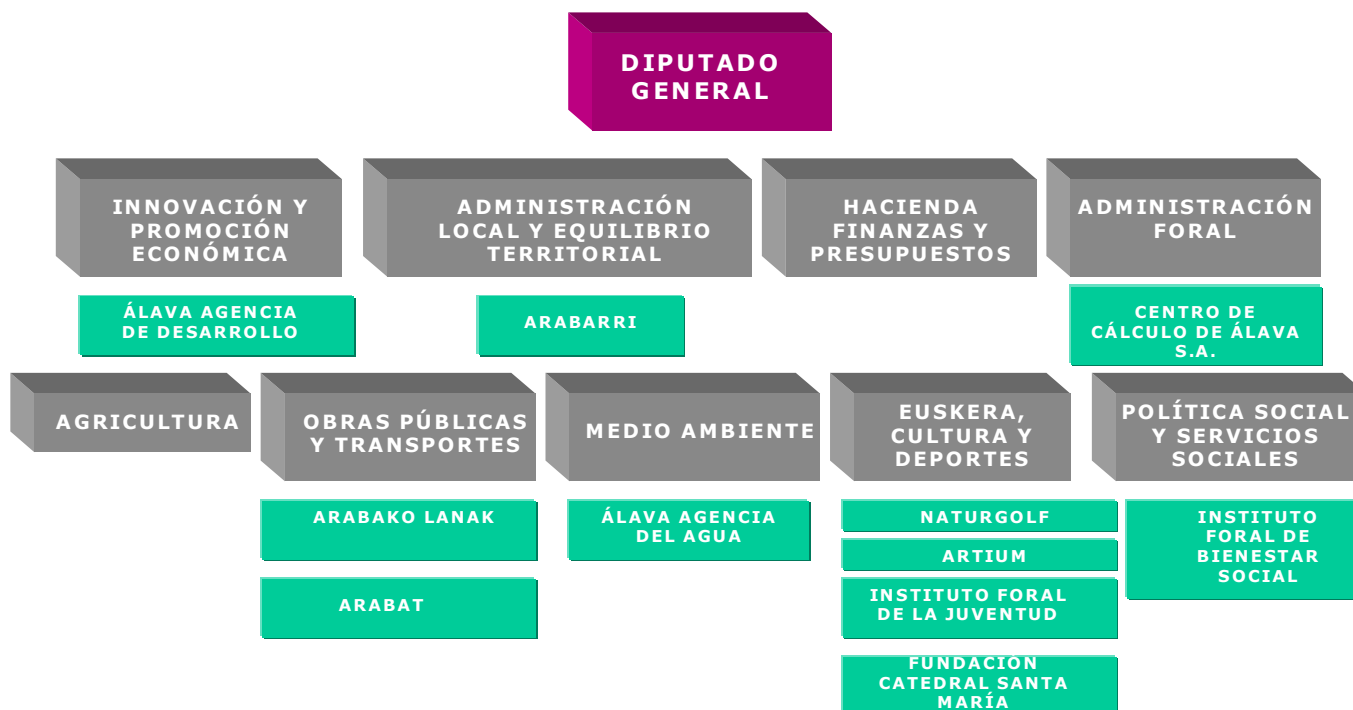 DIPUTADO
GENERAL
INNOVACIÓN Y
PROMOCIÓN
ECONÓMICA
ADMINISTRACIÓN
LOCAL Y EQUILIBRIO
TERRITORIAL
HACIENDA
FINANZAS Y
PRESUPUESTOS
ADMINISTRACIÓN
FORAL
ÁLAVA AGENCIA
DE DESARROLLO
ARABARRI
CENTRO DE
CÁLCULO DE ÁLAVA
S.A.
AGRICULTURA
OBRAS PÚBLICAS
Y TRANSPORTES
MEDIO AMBIENTE
EUSKERA,
CULTURA Y
DEPORTES
POLÍTICA SOCIAL
Y SERVICIOS
SOCIALES
ARABAKO LANAK
ARABAT
ÁLAVA AGENCIA
DEL AGUA
NATURGOLF
ARTIUM
INSTITUTO FORAL
DE LA JUVENTUD
FUNDACIÓN
CATEDRAL SANTA
MARÍA
INSTITUTO
FORAL DE
BIENESTAR
SOCIAL